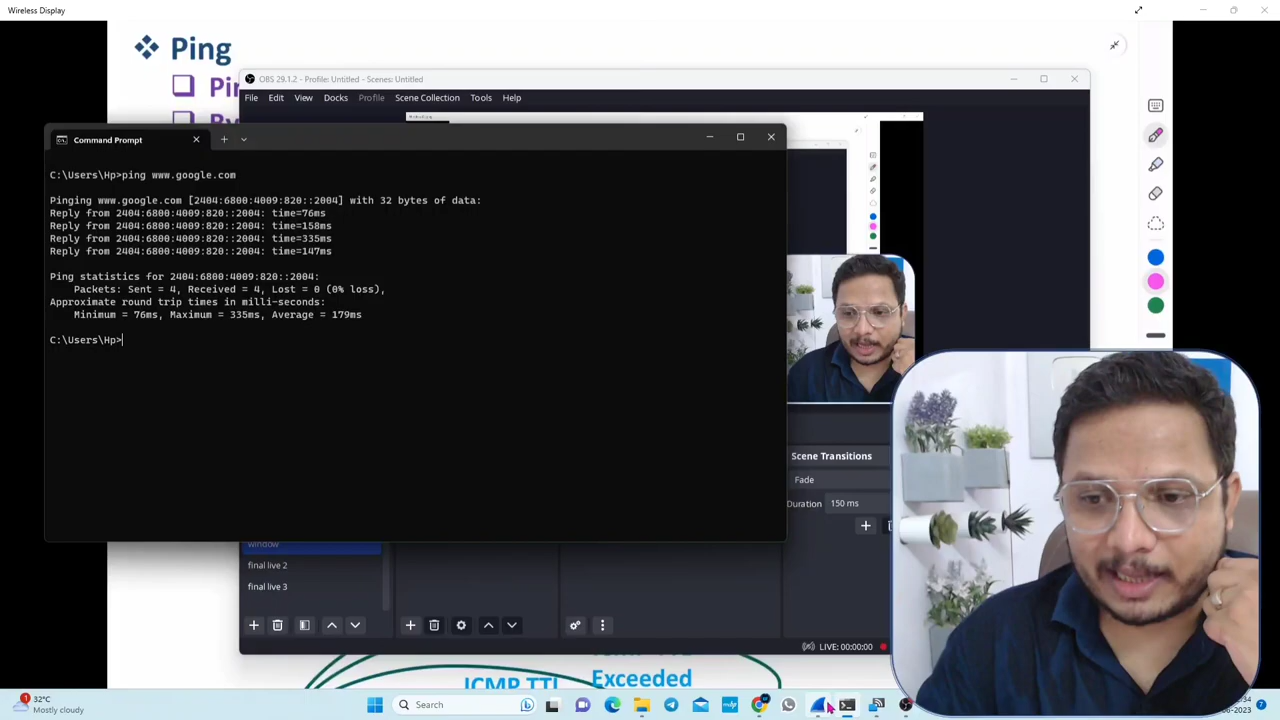 Wireless Display
Ping
OBS 29.1.2 - Profile: Untitled - Scenes: Untitled
File Edit View Docks Profile Scene Collection Tools Help
Command Prompt
C:\Users\Hp>ping www.google.com
Pinging www.google.com [2404:6800:4009:820::2004] with 32 bytes of data:
Reply from 2404:6800:4009:820::2004: time=76ms
Reply from 2404:6800:4009:820::2004: time=158ms
Reply from 2404:6800:4009:820::2004: time=335ms
Reply from 2404:6800:4009:820::2004: time=147ms
Ping statistics for 2404:6800:4009:820::2004:
Packets: Sent = 4, Received = 4, Lost = 0 (0% loss),
Approximate round trip times in milli-seconds:
Minimum = 76ms, Maximum = 335ms, Average = 179ms
C:\Users\Hp>
Scene Transitions
Fade
Duration 150 ms
window
final live 2
final live 3
LIVE: 00:00:00
ICMP TTL
Exceeded
1
32°C
Mostly cloudy
Search